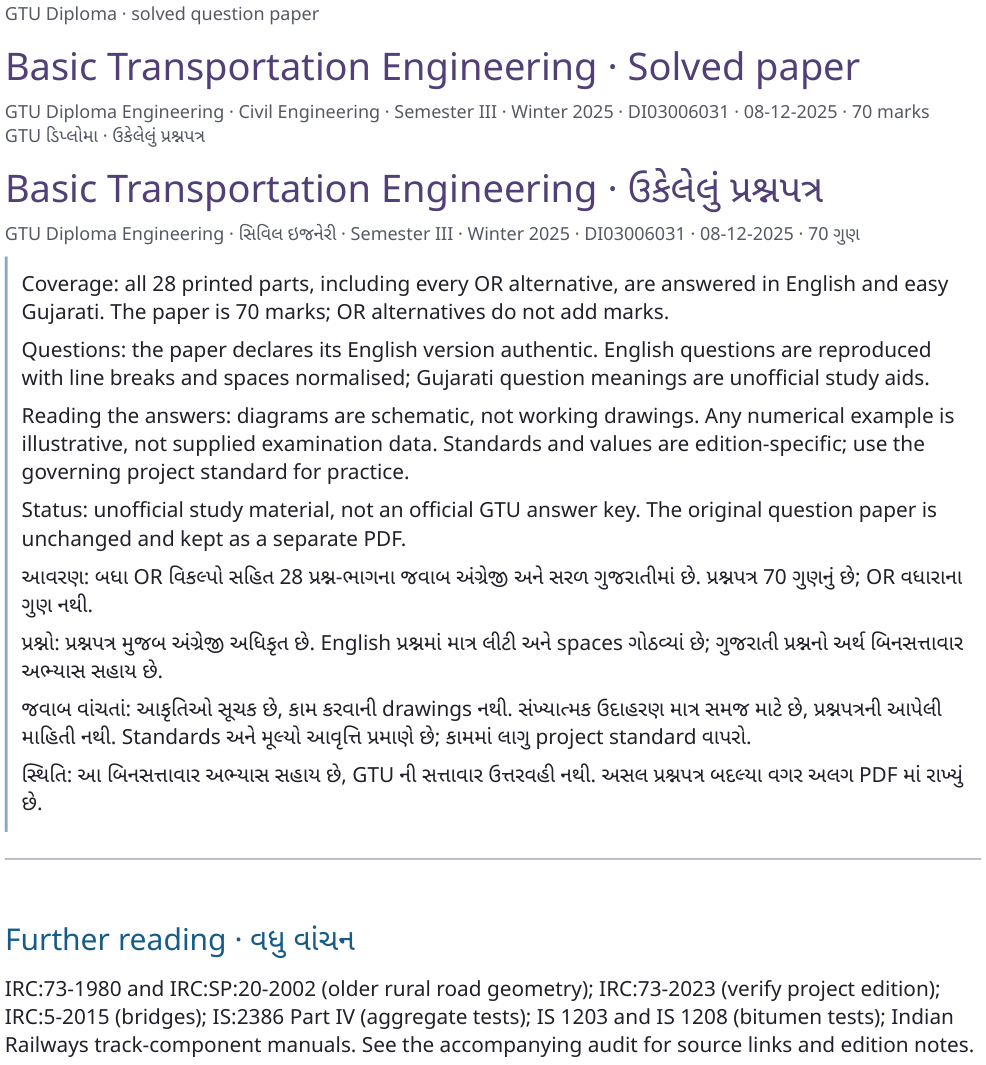 GTU Diploma · solved question paper
Basic Transportation Engineering · Solved paper
GTU Diploma Engineering · Civil Engineering · Semester III · Winter 2025 · DI03006031 · 08-12-2025 · 70 marks
GTU ડિપ્લોમા · ઉકેલેલું પ્રશ્નપત્ર
Basic Transportation Engineering · ઉકેલેલું પ્રશ્નપત્ર
GTU Diploma Engineering · સિવિલ ઇજનેરી · Semester III · Winter 2025 · DI03006031 · 08-12-2025 · 70 ગુણ
Coverage: all 28 printed parts, including every OR alternative, are answered in English and easy
Gujarati. The paper is 70 marks; OR alternatives do not add marks.
Questions: the paper declares its English version authentic. English questions are reproduced
with line breaks and spaces normalised; Gujarati question meanings are unofficial study aids.
Reading the answers: diagrams are schematic, not working drawings. Any numerical example is
illustrative, not supplied examination data. Standards and values are edition-specific; use the
governing project standard for practice.
Status: unofficial study material, not an official GTU answer key. The original question paper is
unchanged and kept as a separate PDF.
આવરણ: બધા OR વિકલ્પો સહિત 28 પ્રશ્ન-ભાગના જવાબ અંગ્રેજી અને સરળ ગુજરાતીમાં છે. પ્રશ્નપત્ર 70 ગુણનું છે; OR વધારાના
ગુણ નથી.
પ્રશ્નો: પ્રશ્નપત્ર મુજબ અંગ્રેજી અધિકૃત છે. English પ્રશ્નમાં માત્ર લીટી અને spaces ગોઠવ્યાં છે; ગુજરાતી પ્રશ્નનો અર્થ બિનસત્તાવાર
અભ્યાસ સહાય છે.
જવાબ વાંચતાં: આકૃતિઓ સૂચક છે, કામ કરવાની drawings નથી. સંખ્યાત્મક ઉદાહરણ માત્ર સમજ માટે છે, પ્રશ્નપત્રની આપેલી
માહિતી નથી. Standards અને મૂલ્યો આવૃત્તિ પ્રમાણે છે; કામમાં લાગુ project standard વાપરો.
સ્થિતિ: આ બિનસત્તાવાર અભ્યાસ સહાય છે, GTU ની સત્તાવાર ઉત્તરવહી નથી. અસલ પ્રશ્નપત્ર બદલ્યા વગર અલગ PDF માં રાખ્યું
છે.
Further reading · વધુ વાંચન
IRC:73-1980 and IRC:SP:20-2002 (older rural road geometry); IRC:73-2023 (verify project edition);
IRC:5-2015 (bridges); IS:2386 Part IV (aggregate tests); IS 1203 and IS 1208 (bitumen tests); Indian
Railways track-component manuals. See the accompanying audit for source links and edition notes.